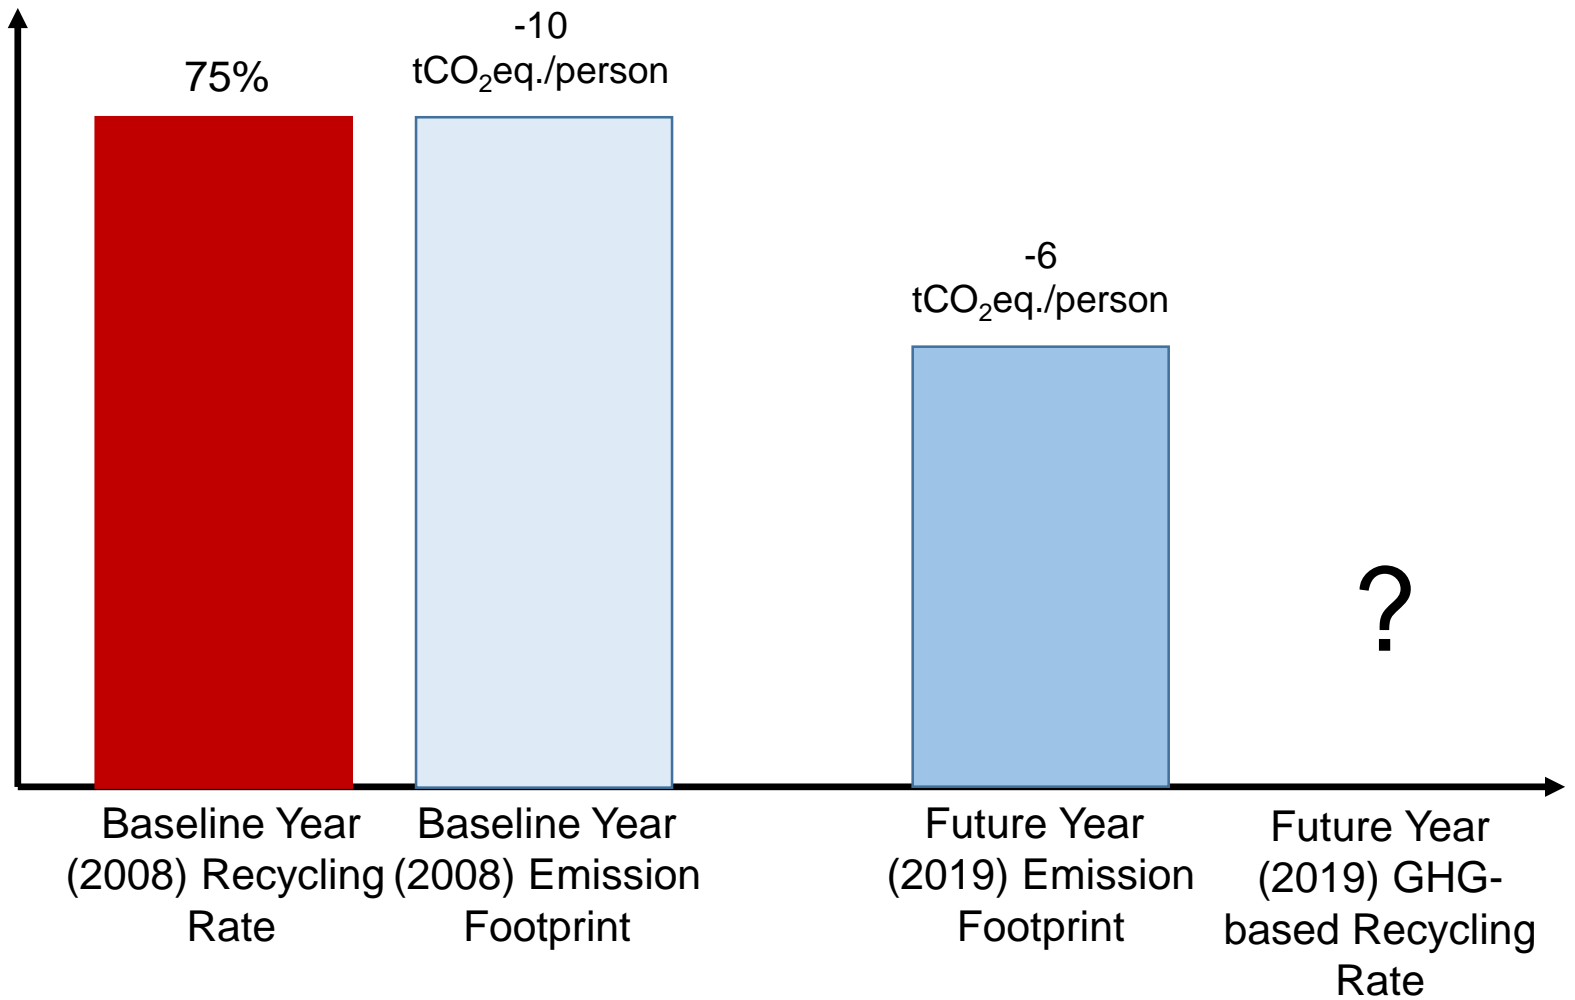 75%
-10
tCO₂eq./person
-6
tCO₂eq./person
?
Baseline Year
(2008) Recycling
Rate
Baseline Year
(2008) Emission
Footprint
Future Year
(2019) Emission
Footprint
Future Year
(2019) GHG-
based Recycling
Rate